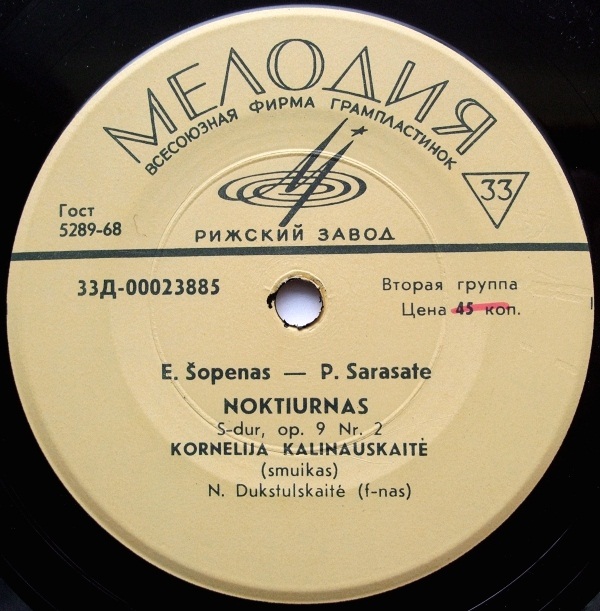 МЕЛОДИЯ
ВСЕСОЮЗНАЯ ФИРМА ГРАМПЛАСТИНОК
33
Гост
5289-68
РИЖСКИЙ ЗАВОД
33Д-00023885
Вторая группа
Цена 45 коп.
E. Šopenas — P. Sarasate
NOKTIURNAS
S-dur, op. 9 Nr. 2
KORNELIJA KALINAUSKAITĖ
(smuikas)
N. Dukstulskaitė (f-nas)